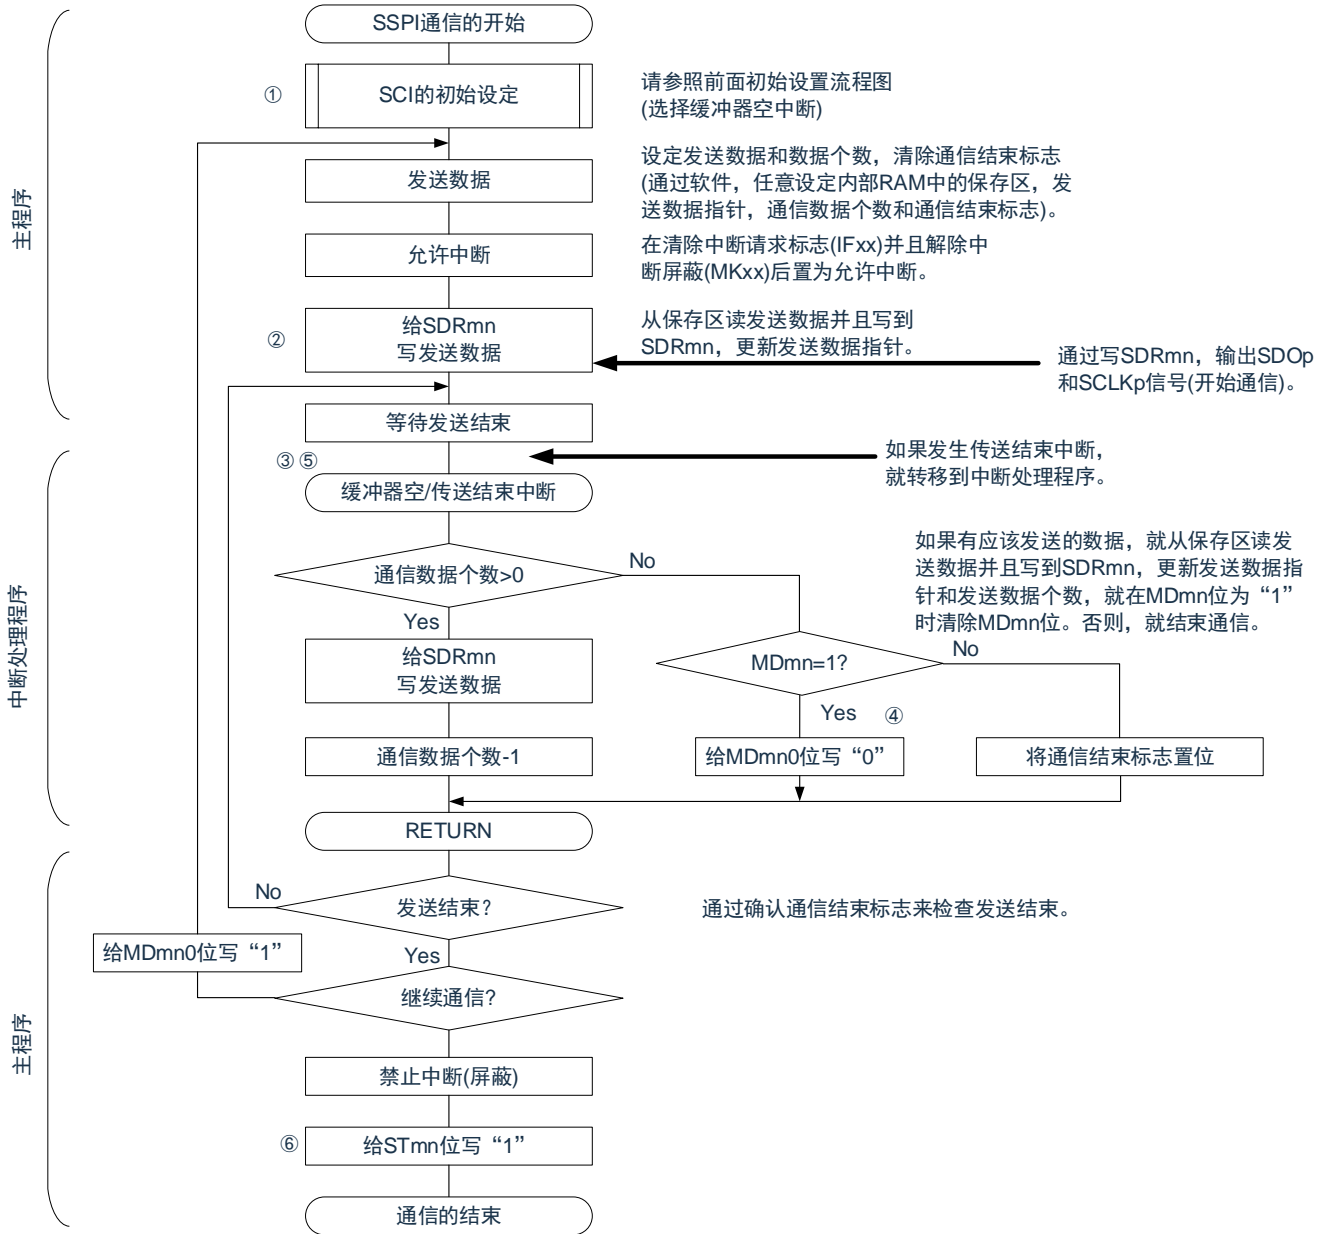 SSPI通信的开始
主程序
①
SCI的初始设定
请参照前面初始设置流程图
(选择缓冲器空中断)
发送数据
设定发送数据和数据个数，清除通信结束标志
(通过软件，任意设定内部RAM中的保存区，发
送数据指针，通信数据个数和通信结束标志)。
允许中断
在清除中断请求标志(IFxx)并且解除中
断屏蔽(MKxx)后置为允许中断。
②
给SDRmn
写发送数据
从保存区读发送数据并且写到
SDRmn，更新发送数据指针。
通过写SDRmn，输出SDOp
和SCLKp信号(开始通信)。
等待发送结束
③⑤
如果发生传送结束中断，
就转移到中断处理程序。
中断处理程序
缓冲器空/传送结束中断
通信数据个数>0
No
Yes
如果有应该发送的数据，就从保存区读发
送数据并且写到SDRmn，更新发送数据指
针和发送数据个数，就在MDmn位为“1”
时清除MDmn位。否则，就结束通信。
给SDRmn
写发送数据
MDmn=1?
No
Yes
④
通信数据个数-1
给MDmn0位写“0”
将通信结束标志置位
RETURN
主程序
No
发送结束?
通过确认通信结束标志来检查发送结束。
给MDmn0位写“1”
Yes
继续通信?
禁止中断(屏蔽)
⑥
给STmn位写“1”
通信的结束